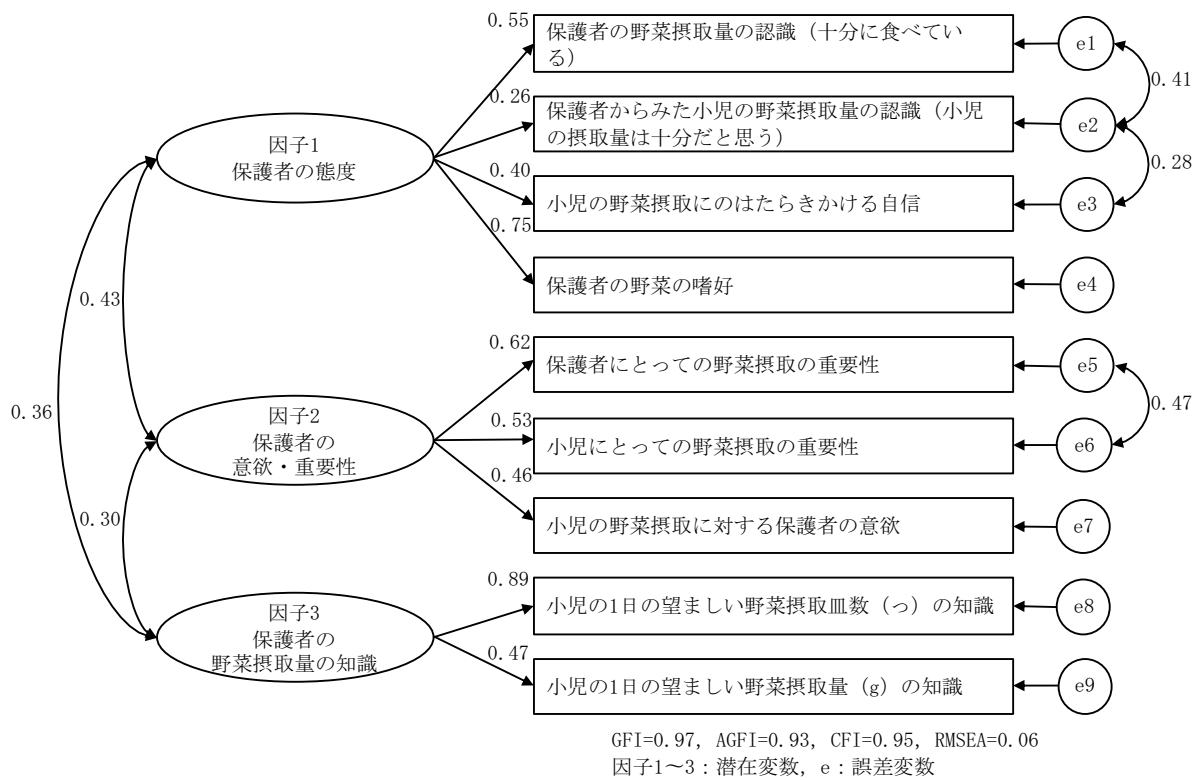 0.55
保護者の野菜摂取量の認識（十分に食べてい
る）
e1
0.41
0.26
保護者からみた小児の野菜摂取量の認識（小児
の摂取量は十分だと思う）
e2
因子1
保護者の態度
0.28
0.40
小児の野菜摂取にのはたらきかける自信
e3
0.75
保護者の野菜の嗜好
e4
0.43
0.62
保護者にとっての野菜摂取の重要性
e5
0.36
因子2
保護者の
意欲・重要性
0.47
0.53
小児にとっての野菜摂取の重要性
e6
0.46
小児の野菜摂取に対する保護者の意欲
e7
0.30
0.89
小児の1日の望ましい野菜摂取皿数（っ）の知識
e8
因子3
保護者の
野菜摂取量の知識
0.47
小児の1日の望ましい野菜摂取量（g）の知識
e9
GFI=0.97, AGFI=0.93, CFI=0.95, RMSEA=0.06
因子1～3：潜在変数, e：誤差変数